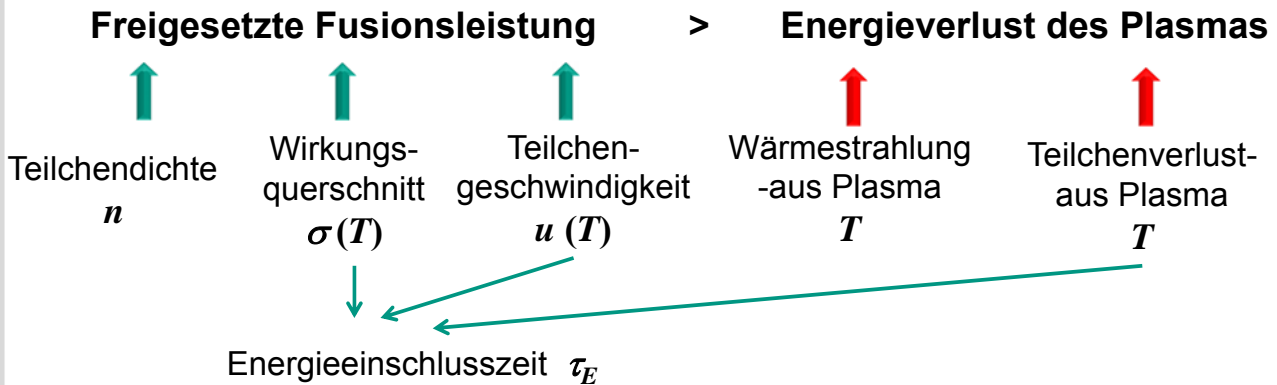 Freigesetzte Fusionsleistung > Energieverlust des Plasmas
Teilchendichte
n
Wirkungs-
querschnitt
σ (T)
Teilchen-
geschwindigkeit
u (T)
Wärmestrahlung
-aus Plasma
T
Teilchenverlust-
aus Plasma
T
Energieeinschlusszeit τE